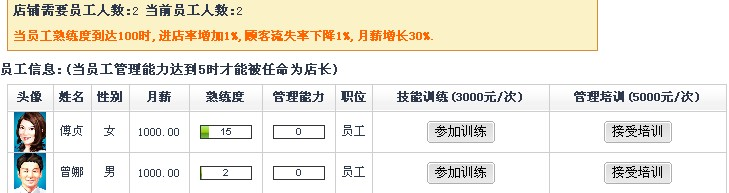 店铺需要员工人数:2 当前员工人数:2
当员工熟练度到达100时,进店率增加1%,顾客流失率下降1%,月薪增长30%.
员工信息:(当员工管理能力达到5时才能被任命为店长)
头像 姓名 性别 月薪 熟练度 管理能力 职位 技能训练(3000元/次) 管理培训(5000元/次)
傅贞 女 1000.00 15 0 员工 参加训练 接受培训
曾娜 男 1000.00 2 0 员工 参加训练 接受培训